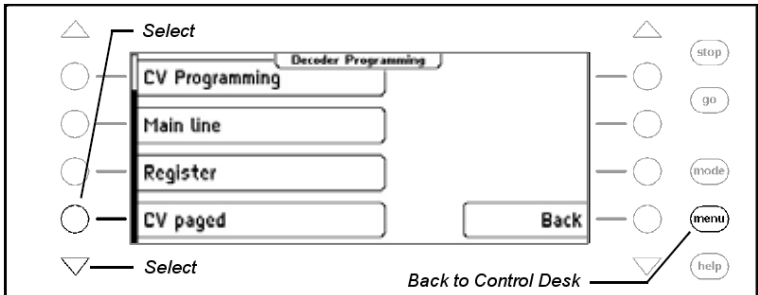 Select
Decoder Programming
stop
CV Programming
go
Main line
Register
mode
CV paged
Back
menu
Select
Back to Control Desk
help